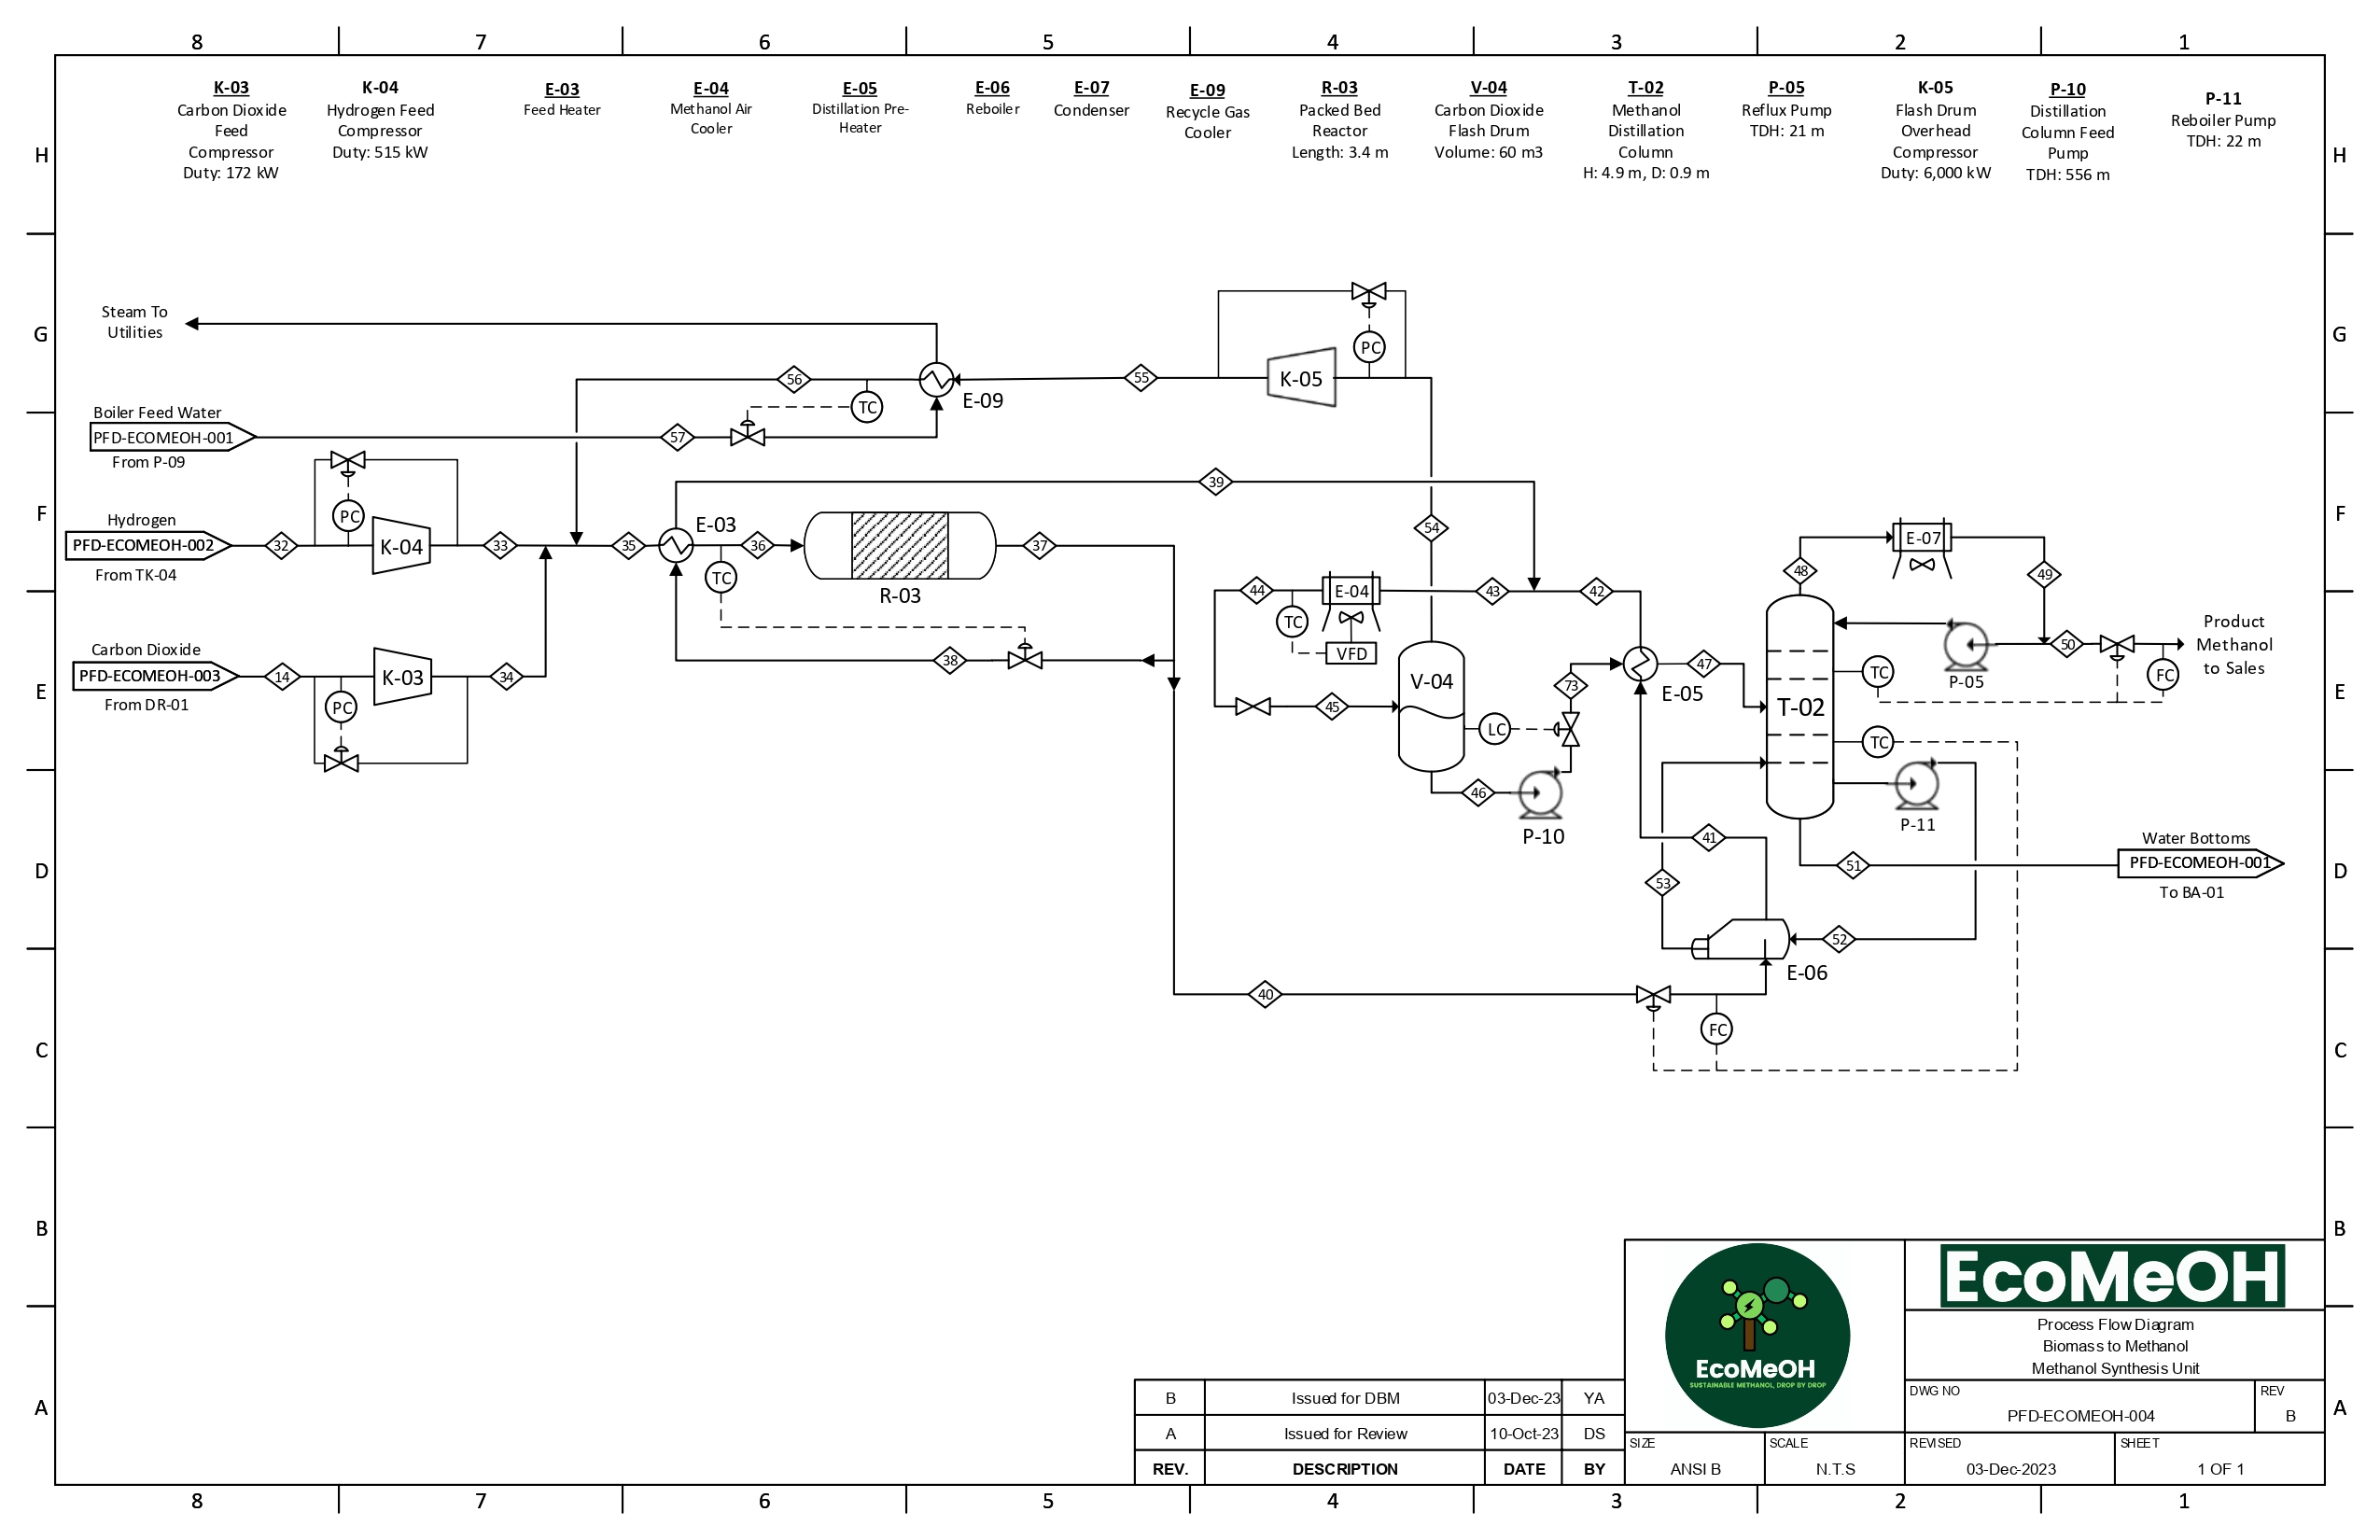 8 7 6 5 4 3 2 1
K-03
Carbon Dioxide
Feed
Compressor
Duty: 172 kW
K-04
Hydrogen Feed
Compressor
Duty: 515 kW
E-03
Feed Heater
E-04
Methanol Air
Cooler
E-05
Distillation Pre-
Heater
E-06
Reboiler
E-07
Condenser
E-09
Recycle Gas
Cooler
R-03
Packed Bed
Reactor
Length: 3.4 m
V-04
Carbon Dioxide
Flash Drum
Volume: 60 m3
T-02
Methanol
Distillation
Column
H: 4.9 m, D: 0.9 m
P-05
Reflux Pump
TDH: 21 m
K-05
Flash Drum
Overhead
Compressor
Duty: 6,000 kW
P-10
Distillation
Column Feed
Pump
TDH: 556 m
P-11
Reboiler Pump
TDH: 22 m
H
H
G
G
Steam To
Utilities
PC
K-05
56
55
E-09
TC
Boiler Feed Water
PFD-ECOMEOH-001
From P-09
57
F
F
39
PC
Hydrogen
PFD-ECOMEOH-002
From TK-04
32
K-04
33
35
E-03
36
TC
R-03
37
54
E-07
48
49
44
E-04
43
42
TC
VFD
E
E
Carbon Dioxide
PFD-ECOMEOH-003
From DR-01
14
K-03
34
PC
38
V-04
45
LC
73
46
P-10
E-05
47
T-02
TC
TC
P-05
50
FC
Product
Methanol
to Sales
P-11
D
D
41
53
51
Water Bottoms
PFD-ECOMEOH-001
To BA-01
52
E-06
40
FC
C
C
B
B
A
A
EcoMeOH
SUSTAINABLE METHANOL, DROP BY DROP
EcoMeOH
Process Flow Diagram
Biomass to Methanol
Methanol Synthesis Unit
DWG NO
PFD-ECOMEOH-004
REV
B
SIZE
ANSI B
SCALE
N.T.S
REVISED
03-Dec-2023
SHEET
1 OF 1
B Issued for DBM 03-Dec-23 YA
A Issued for Review 10-Oct-23 DS
REV. DESCRIPTION DATE BY
8 7 6 5 4 3 2 1